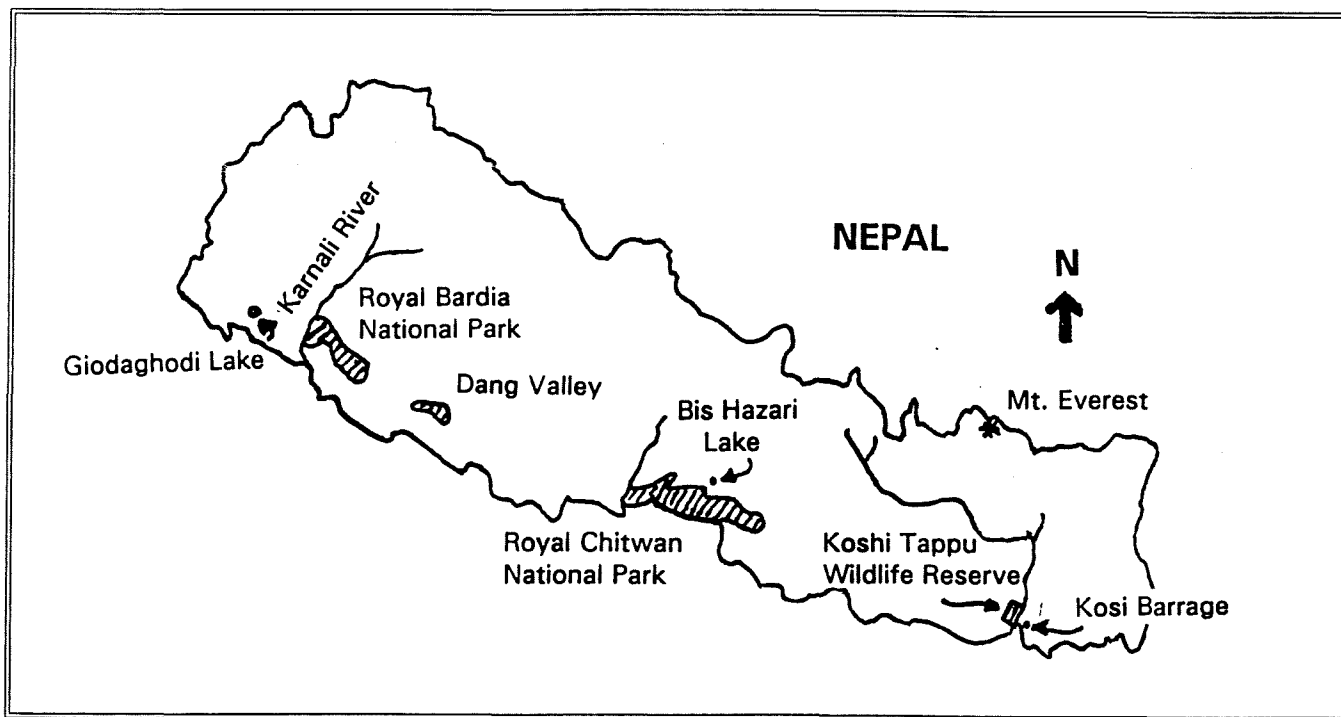 NEPAL
N
Karnali River
Royal Bardia
National Park
Giodaghodi Lake
Dang Valley
Bis Hazari
Lake
Mt. Everest
Royal Chitwan
National Park
Koshi Tappu
Wildlife Reserve
Kosi Barrage